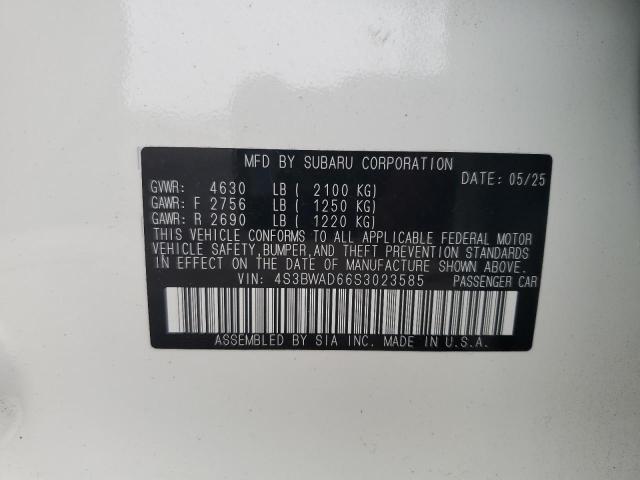 MFD BY SUBARU CORPORATION
DATE: 05/25
GVWR: 4630 LB ( 2100 KG)
GAWR: F 2756 LB ( 1250 KG)
GAWR: R 2690 LB ( 1220 KG)
THIS VEHICLE CONFORMS TO ALL APPLICABLE FEDERAL MOTOR
VEHICLE SAFETY,BUMPER,AND THEFT PREVENTION STANDARDS
IN EFFECT ON THE DATE OF MANUFACTURE SHOWN ABOVE.
VIN: 4S3BWAD66S3023585 PASSENGER CAR
ASSEMBLED BY SIA INC. MADE IN U.S.A.